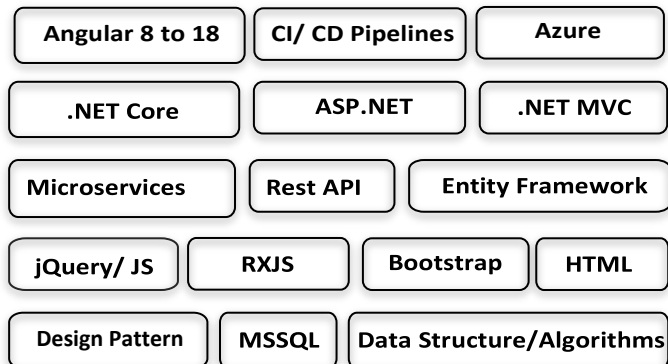 Angular 8 to 18
CI/ CD Pipelines
Azure
.NET Core
ASP.NET
.NET MVC
Microservices
Rest API
Entity Framework
jQuery/ JS
RXJS
Bootstrap
HTML
Design Pattern
MSSQL
Data Structure/Algorithms